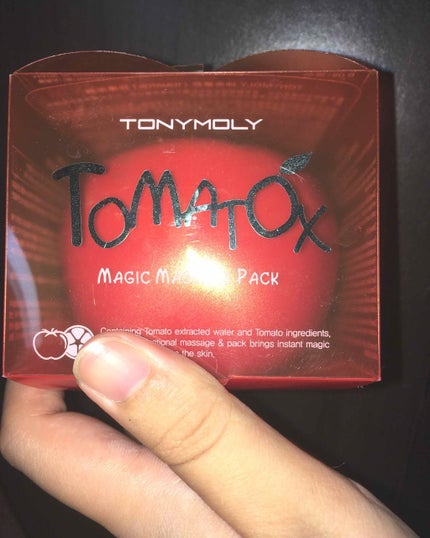 TONYMOLY
TOMATOX
MAGIC MA PACK
Containing Tomato extracted water and Tomato ingredients,
tional massage & pack brings instant magic
the skin.